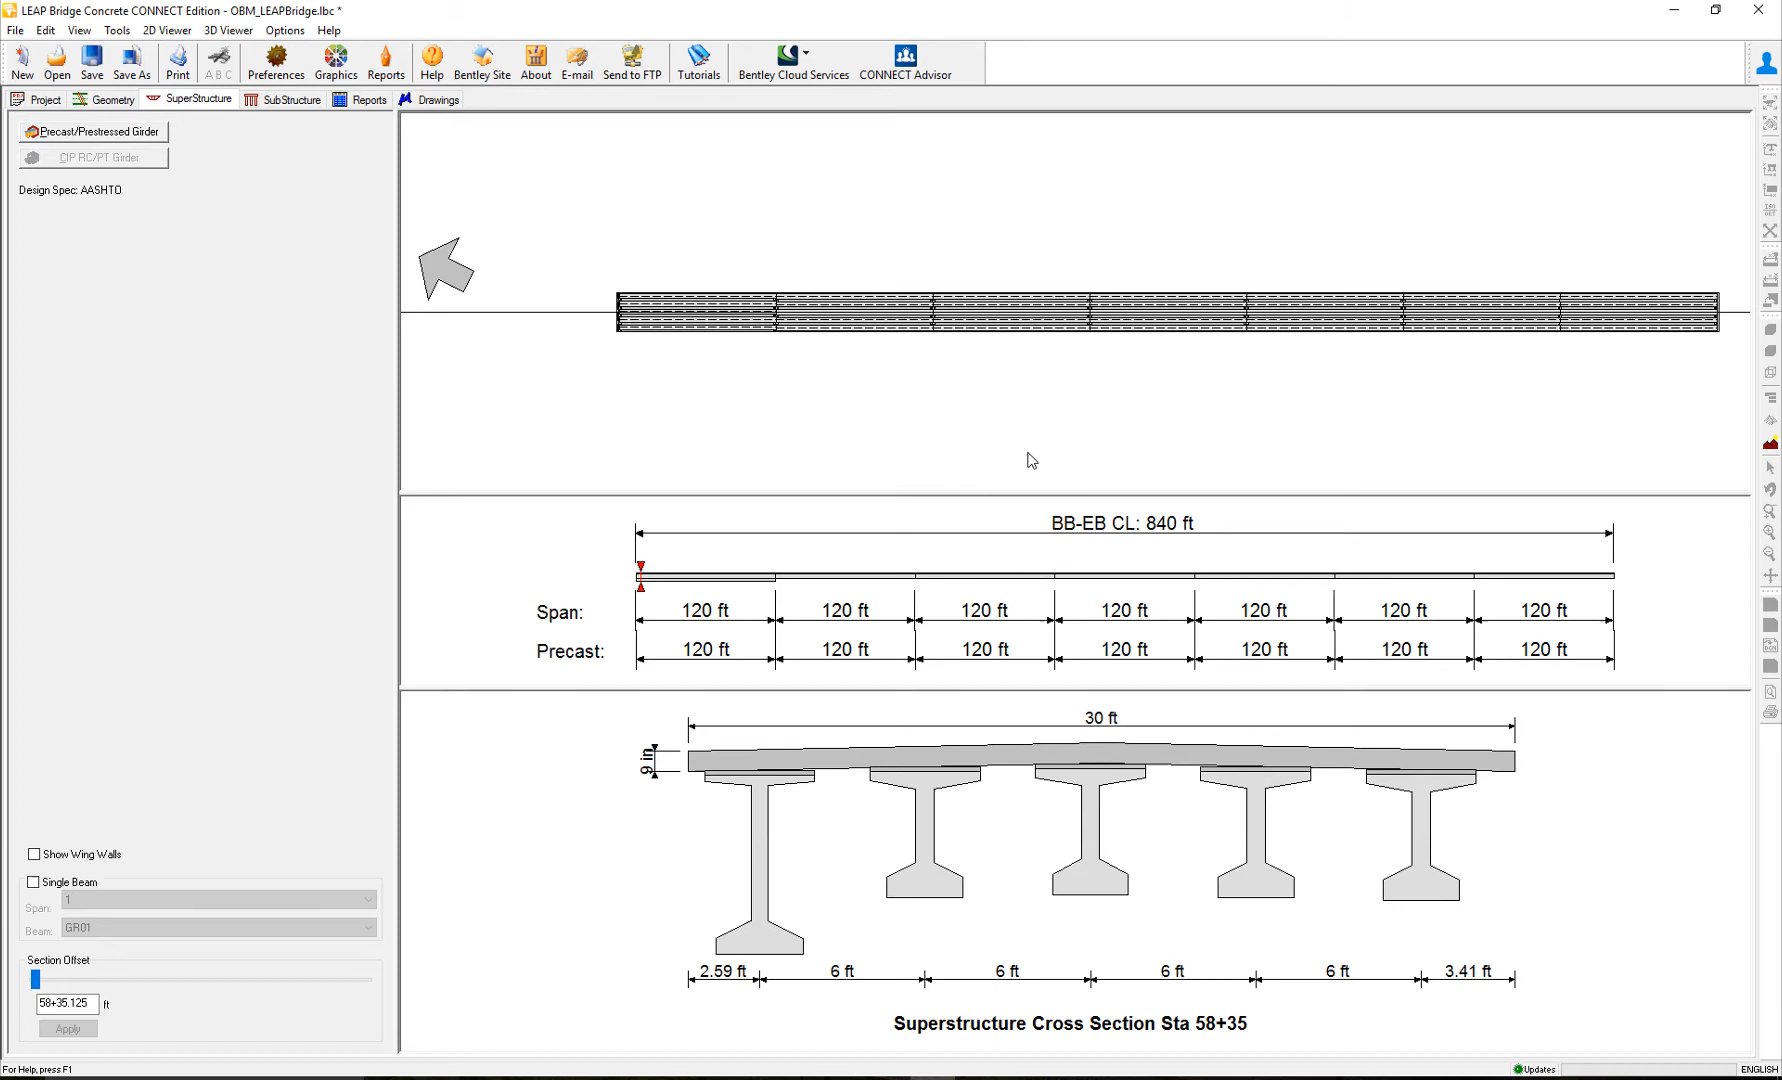 LEAP Bridge Concrete CONNECT Edition - OBM_LEAPBridge.lbc *
File Edit View Tools 2D Viewer 3D Viewer Options Help
New Open Save Save As Print A B C Preferences Graphics Reports Help Bentley Site About E-mail Send to FTP Tutorials Bentley Cloud Services CONNECT Advisor
Project Geometry SuperStructure SubStructure Reports Drawings
Precast/Prestressed Girder
CIP RC/PT Girder
Design Spec: AASHTO
BB-EB CL: 840 ft
Span: 120 ft 120 ft 120 ft 120 ft 120 ft 120 ft 120 ft
Precast: 120 ft 120 ft 120 ft 120 ft 120 ft 120 ft 120 ft
30 ft
9 in
2.59 ft 6 ft 6 ft 6 ft 6 ft 3.41 ft
Superstructure Cross Section Sta 58+35
Show Wing Walls
Single Beam
Span: 1
Beam: GR01
Section Offset
58+35.125 ft
Apply
For Help, press F1
Updates
ENGLISH